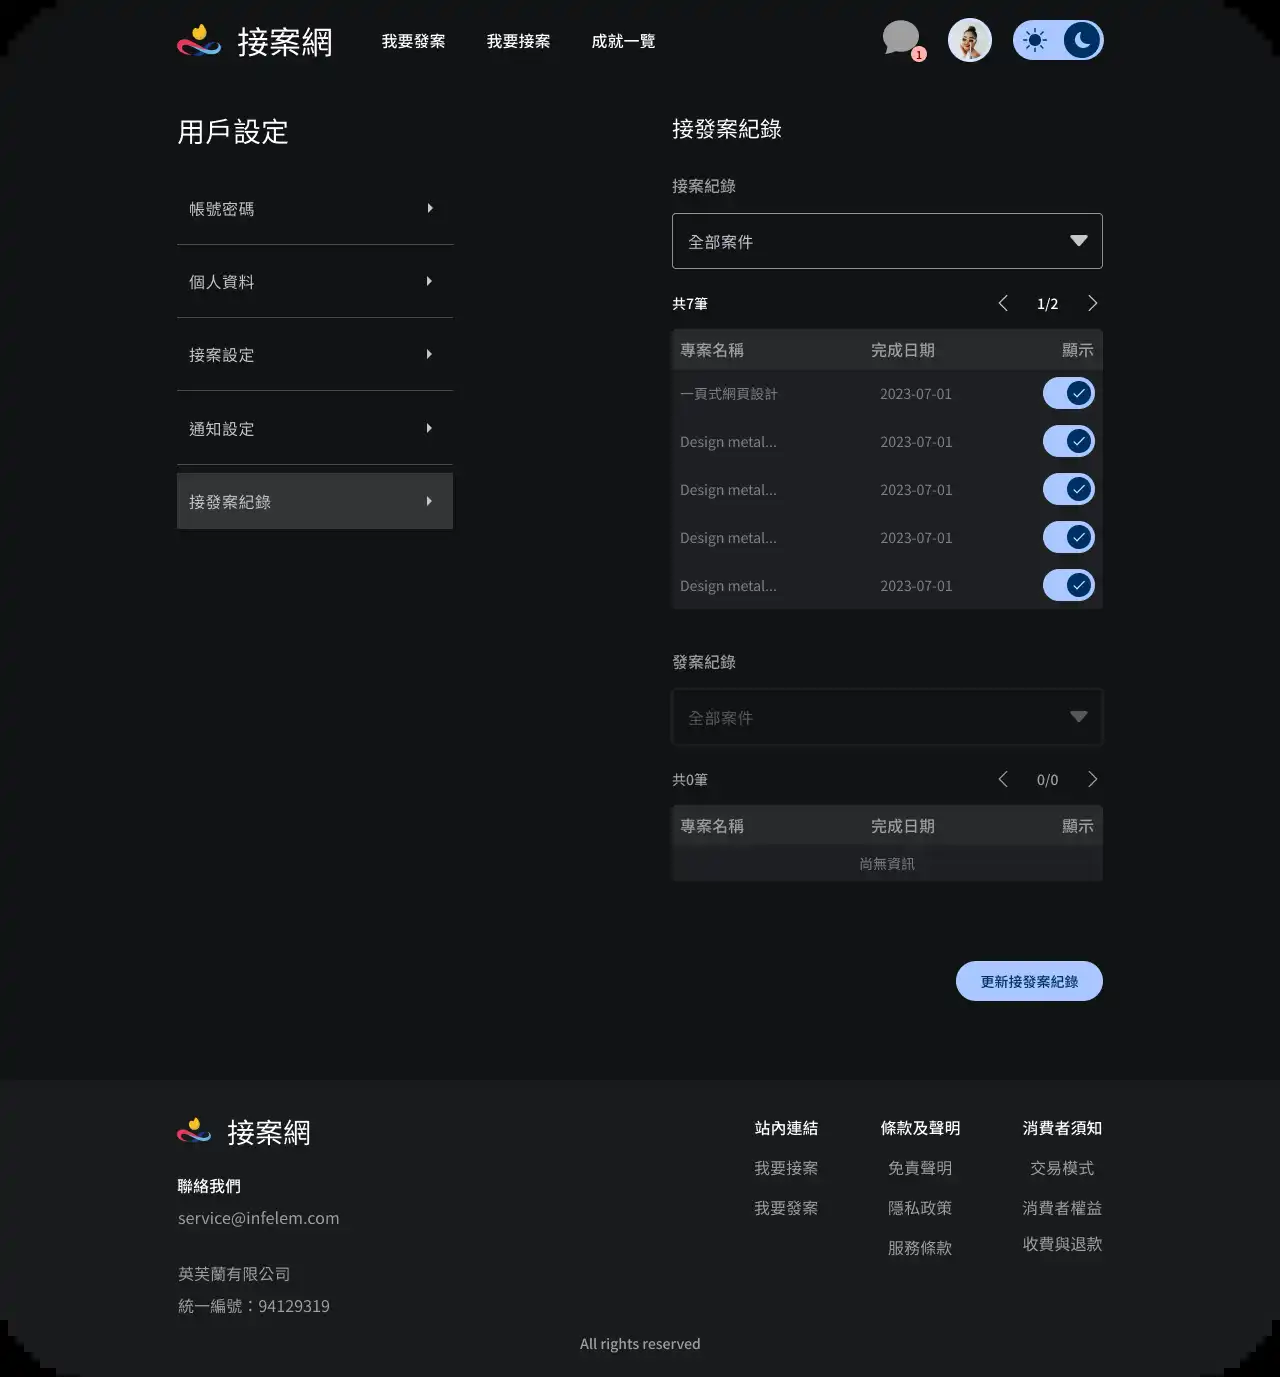 接案網
我要發案
我要接案
成就一覽
1
用戶設定
帳號密碼
個人資料
接案設定
通知設定
接發案紀錄
接發案紀錄
接案紀錄
全部案件
共7筆
1/2
專案名稱 完成日期 顯示
一頁式網頁設計 2023-07-01
Design metal... 2023-07-01
Design metal... 2023-07-01
Design metal... 2023-07-01
Design metal... 2023-07-01
發案紀錄
全部案件
共0筆
0/0
專案名稱 完成日期 顯示
尚無資訊
更新接發案紀錄
接案網
聯絡我們
service@infelem.com
英芙蘭有限公司
統一編號：94129319
站內連結
我要接案
我要發案
條款及聲明
免責聲明
隱私政策
服務條款
消費者須知
交易模式
消費者權益
收費與退款
All rights reserved